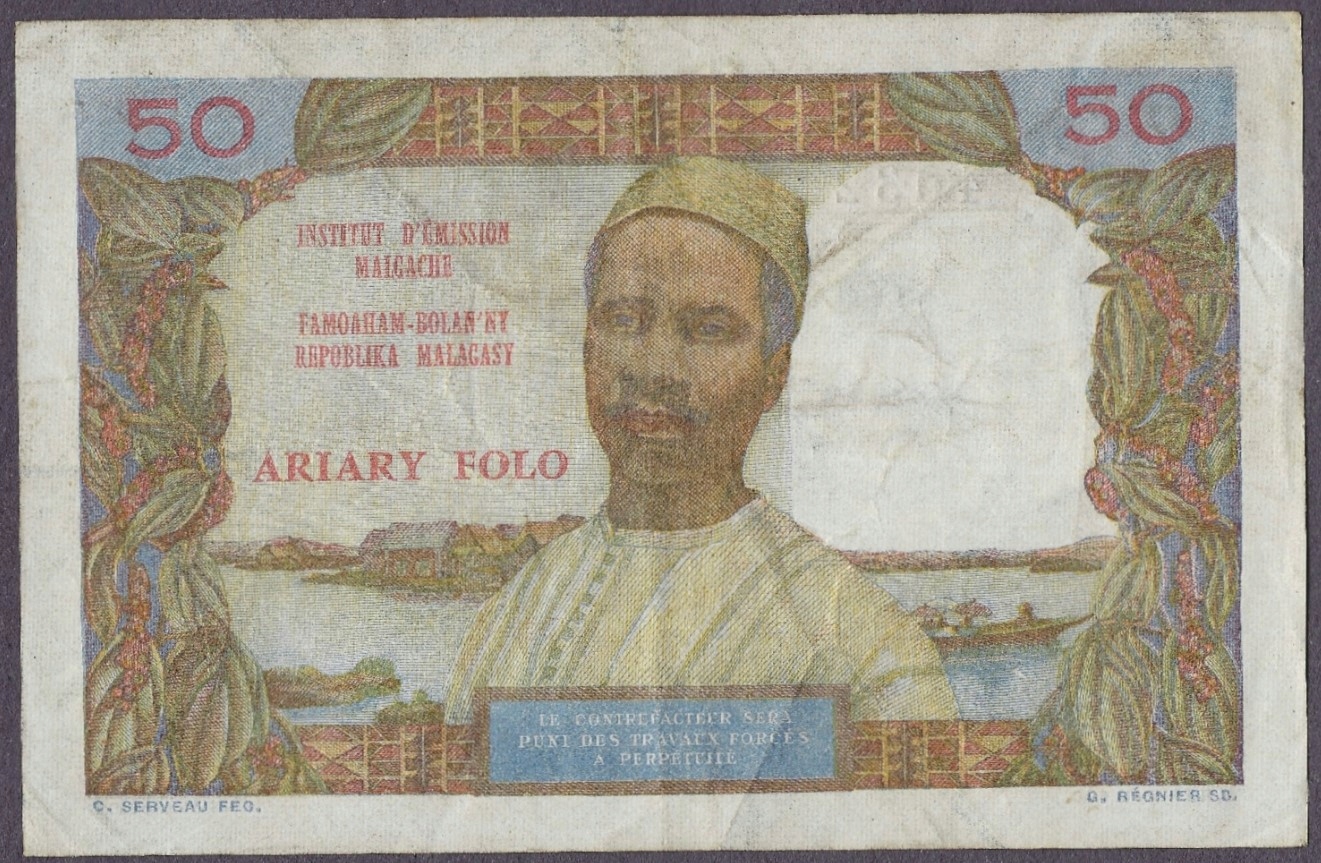 50
50
INSTITUT D'ÉMISSION
MALGACHE
FAMOAHAM-BOLAN'NY
REPOBLIKA MALAGASY
ARIARY FOLO
LE CONTREFACTEUR SERA
PUNI DES TRAVAUX FORCÉS
A PERPÉTUITÉ
C. SERVEAU FEC.
G. RÉGNIER SC.